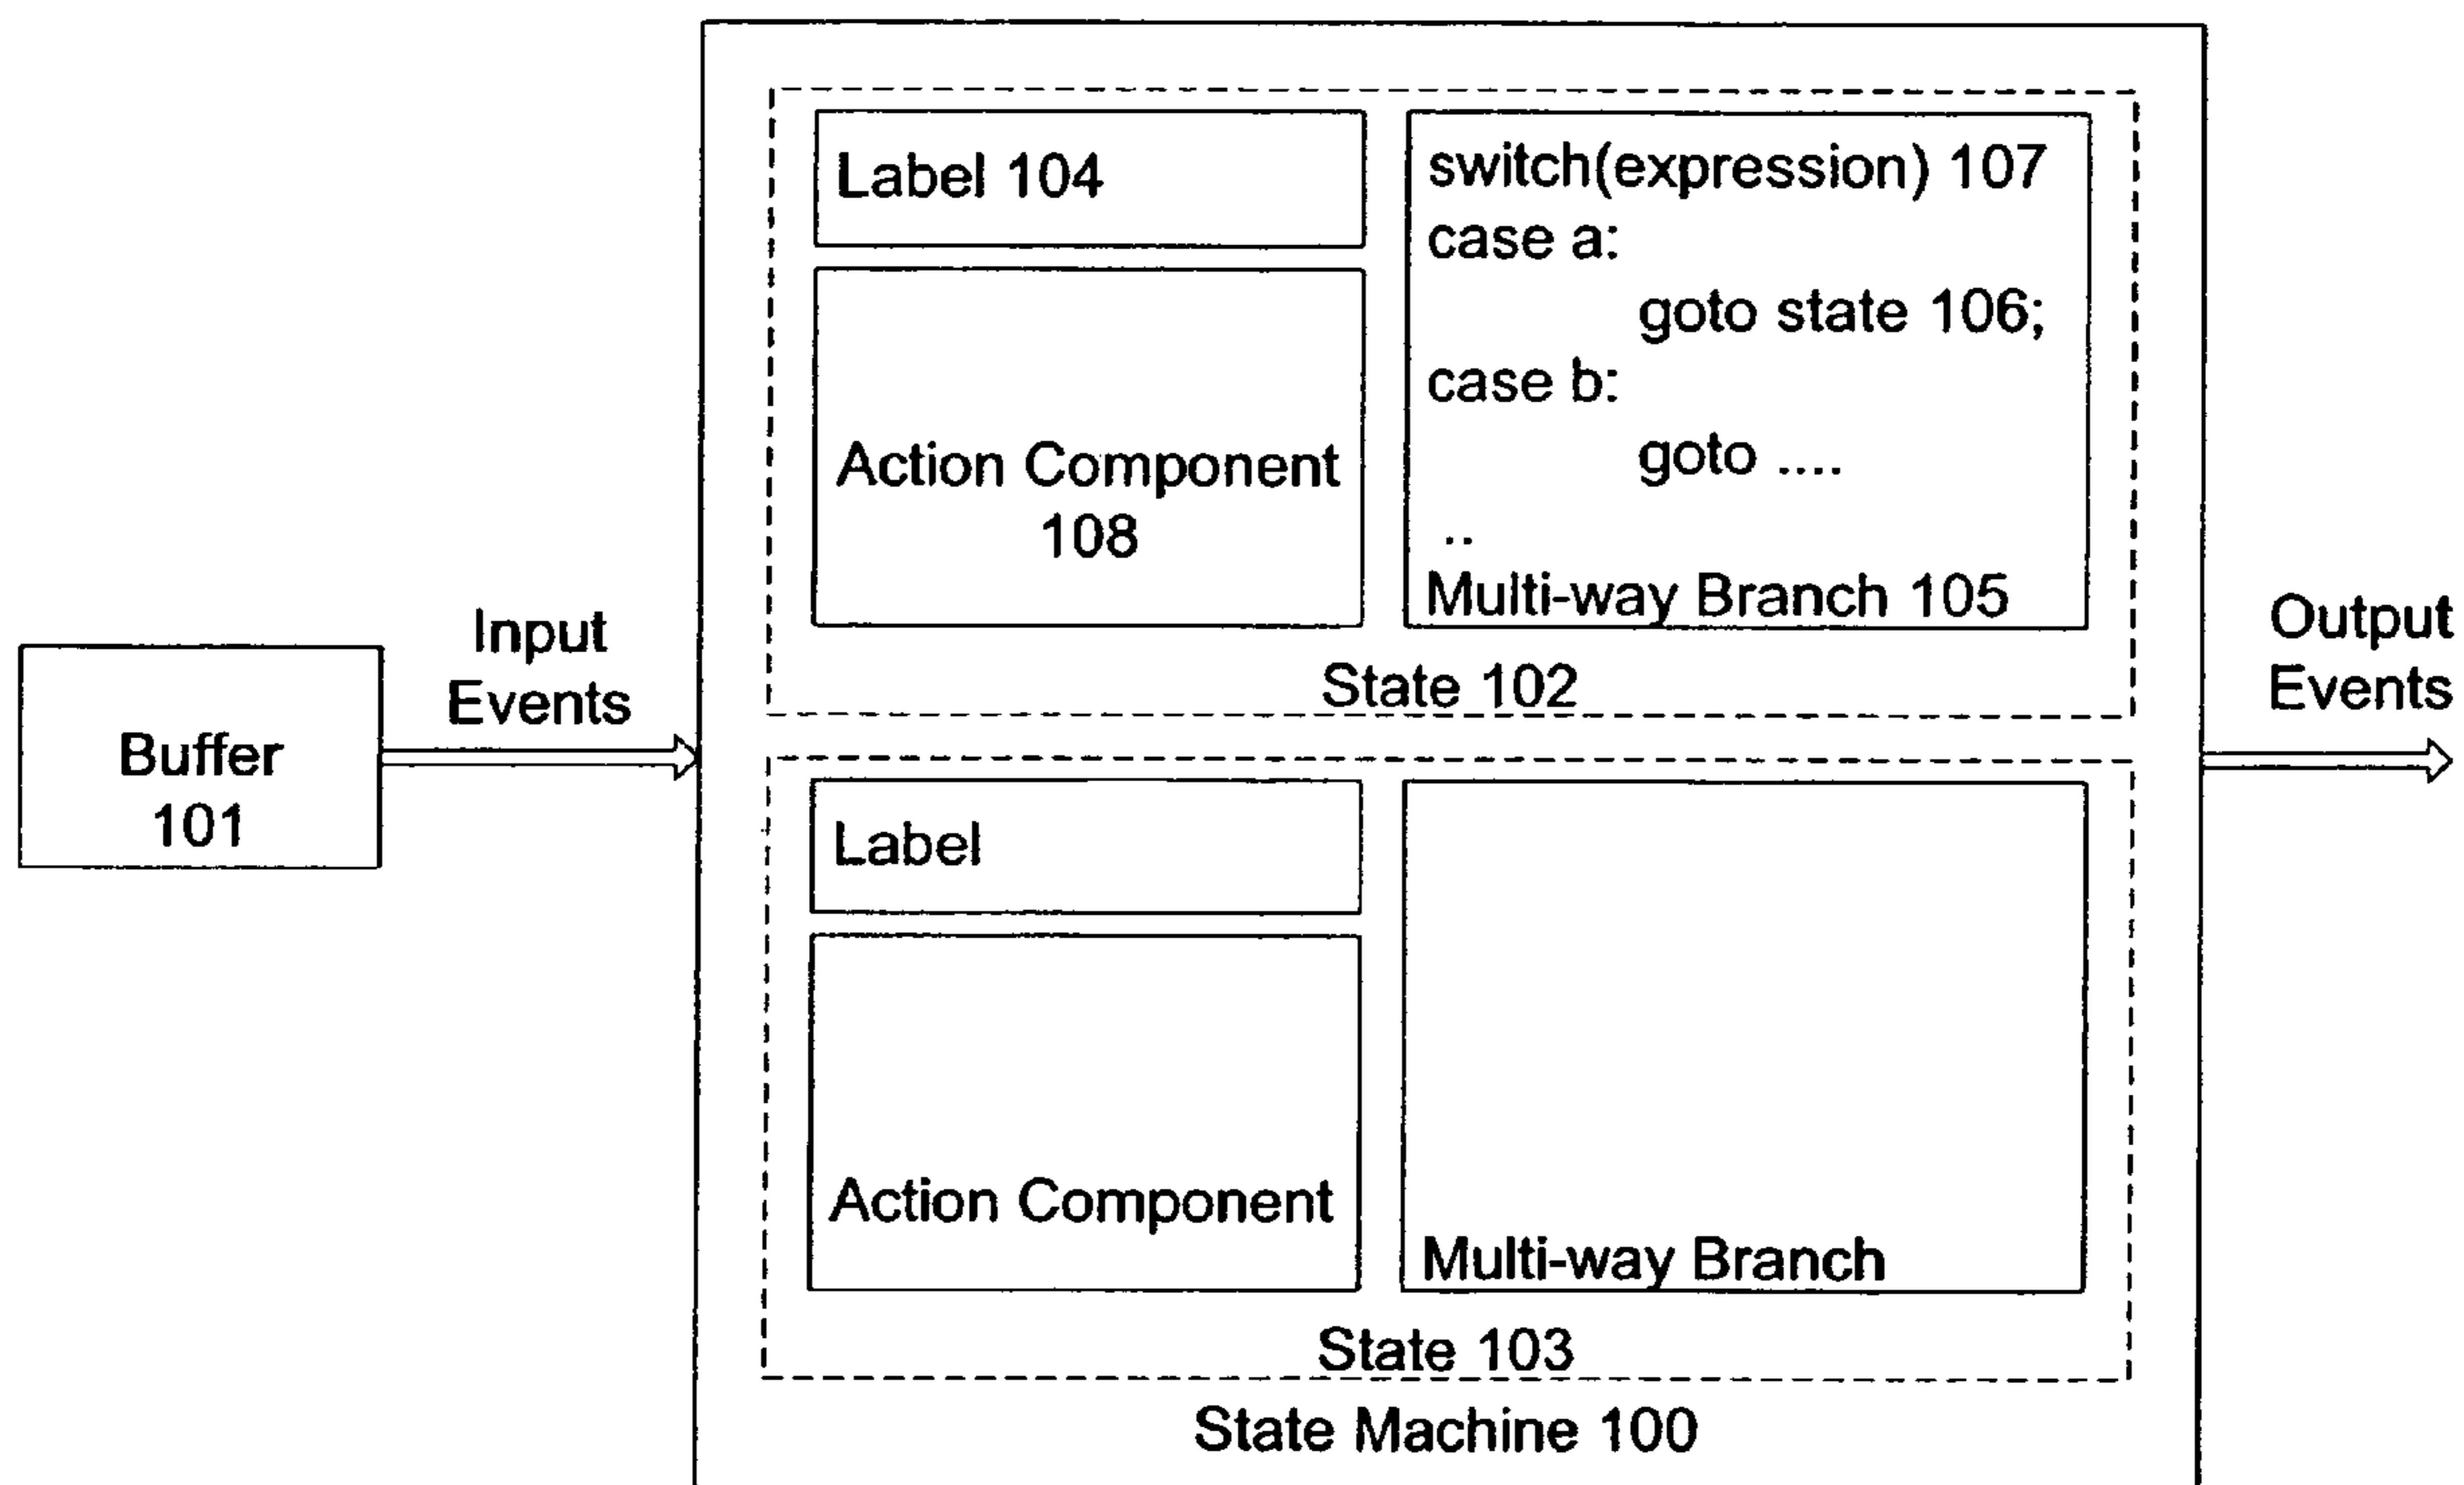 Label 104
Action Component
108
switch(expression) 107
case a:
goto state 106;
case b:
goto ....
..
Multi-way Branch 105
State 102
Input
Events
Buffer
101
Output
Events
Label
Action Component
Multi-way Branch
State 103
State Machine 100